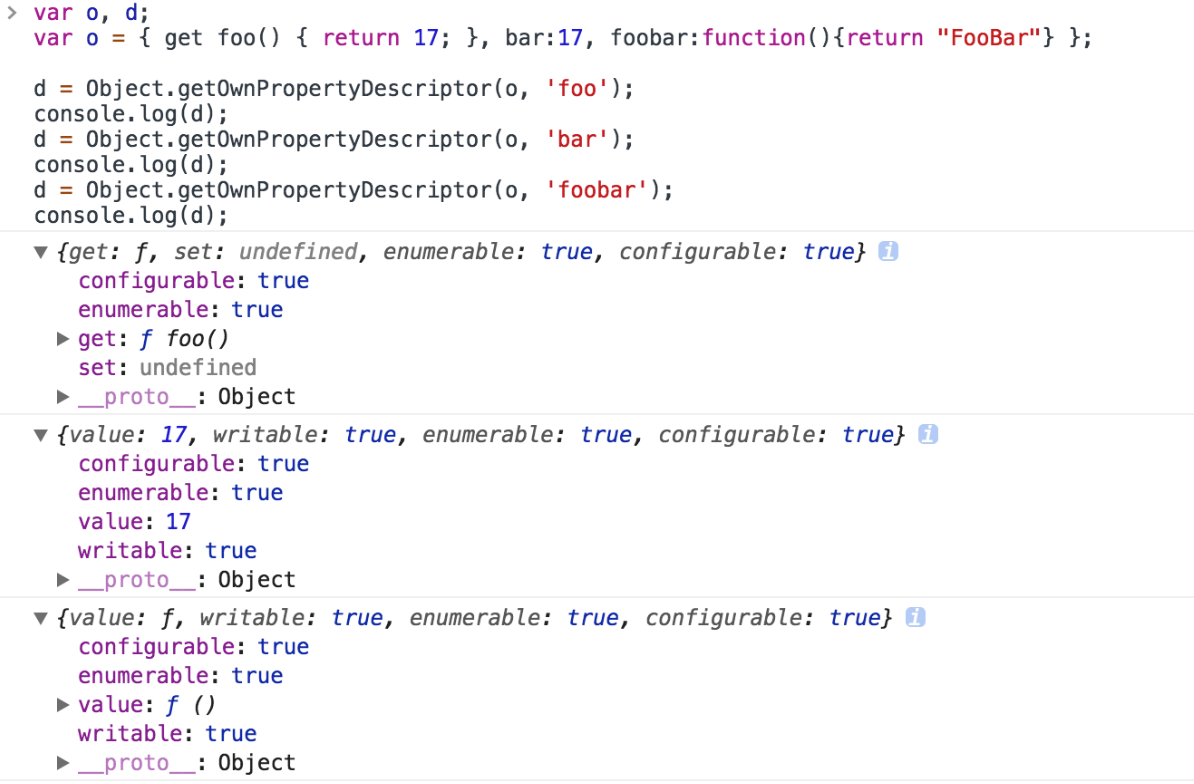 > var o, d;
var o = { get foo() { return 17; }, bar:17, foobar:function(){return "FooBar"} };
d = Object.getOwnPropertyDescriptor(o, 'foo');
console.log(d);
d = Object.getOwnPropertyDescriptor(o, 'bar');
console.log(d);
d = Object.getOwnPropertyDescriptor(o, 'foobar');
console.log(d);
▼ {get: ƒ, set: undefined, enumerable: true, configurable: true} i
configurable: true
enumerable: true
▶ get: ƒ foo()
set: undefined
▶ __proto__: Object
▼ {value: 17, writable: true, enumerable: true, configurable: true} i
configurable: true
enumerable: true
value: 17
writable: true
▶ __proto__: Object
▼ {value: ƒ, writable: true, enumerable: true, configurable: true} i
configurable: true
enumerable: true
▶ value: ƒ ()
writable: true
▶ __proto__: Object